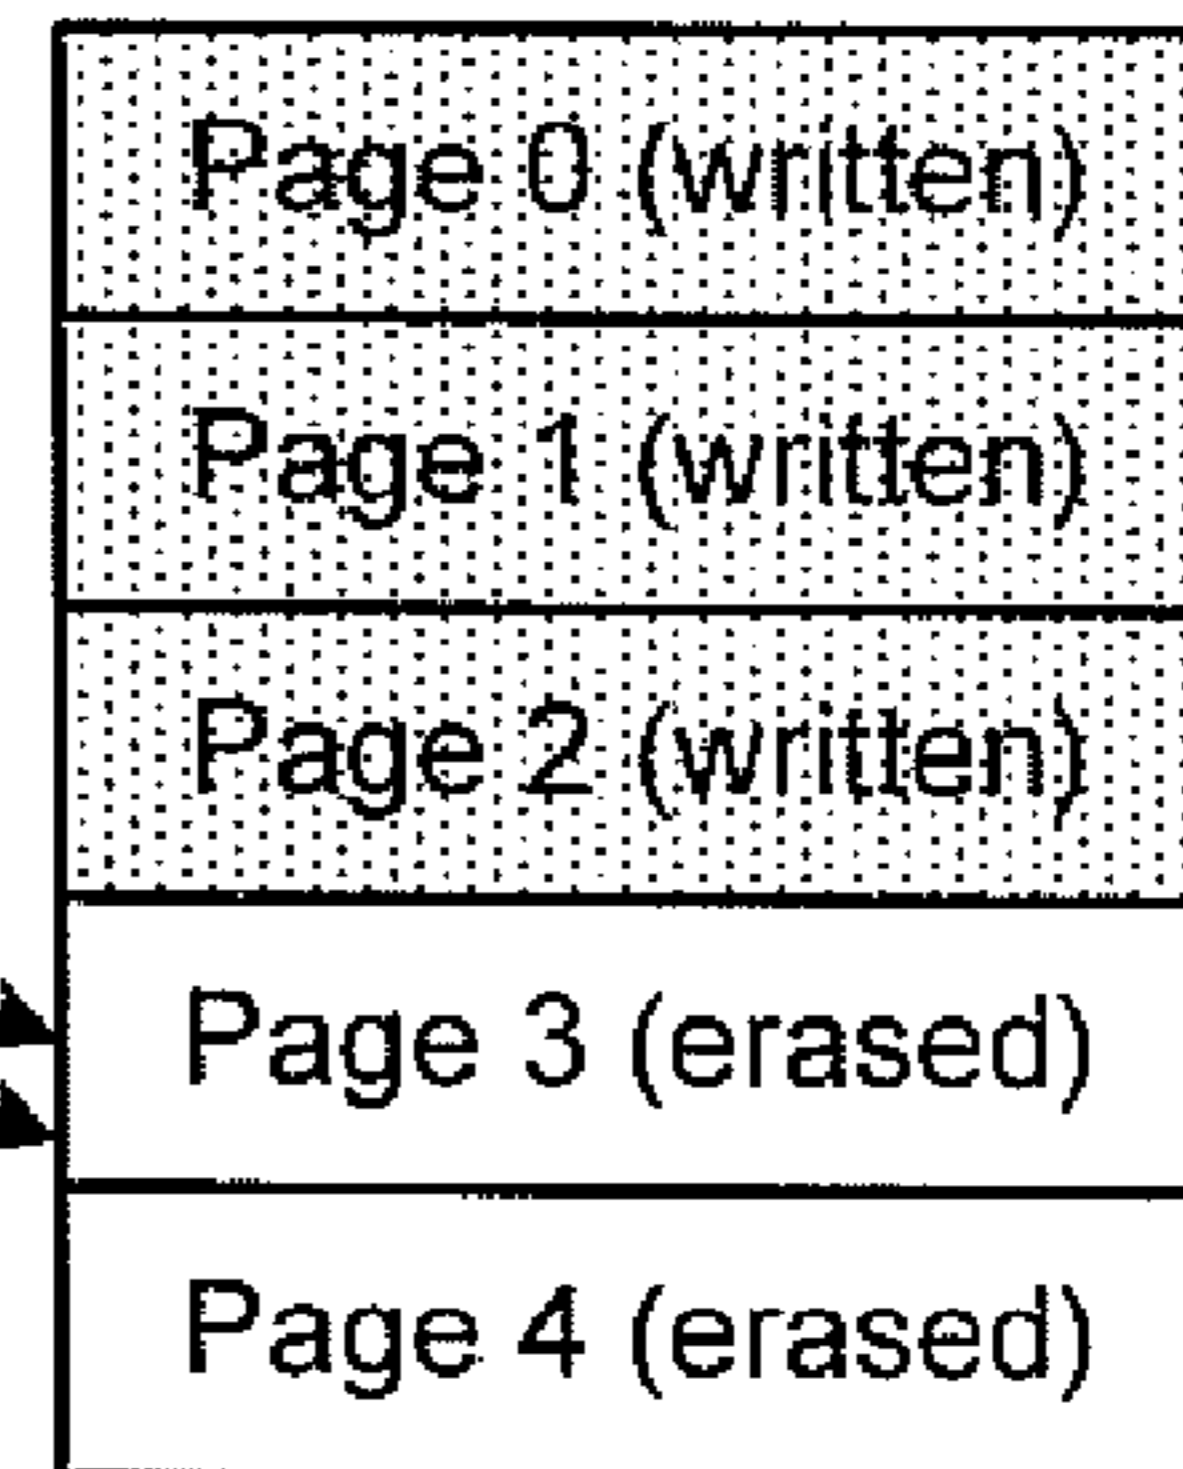 Page 0 (written)
Page 1 (written)
Page 2 (written)
Page 3 (erased)
Page 4 (erased)